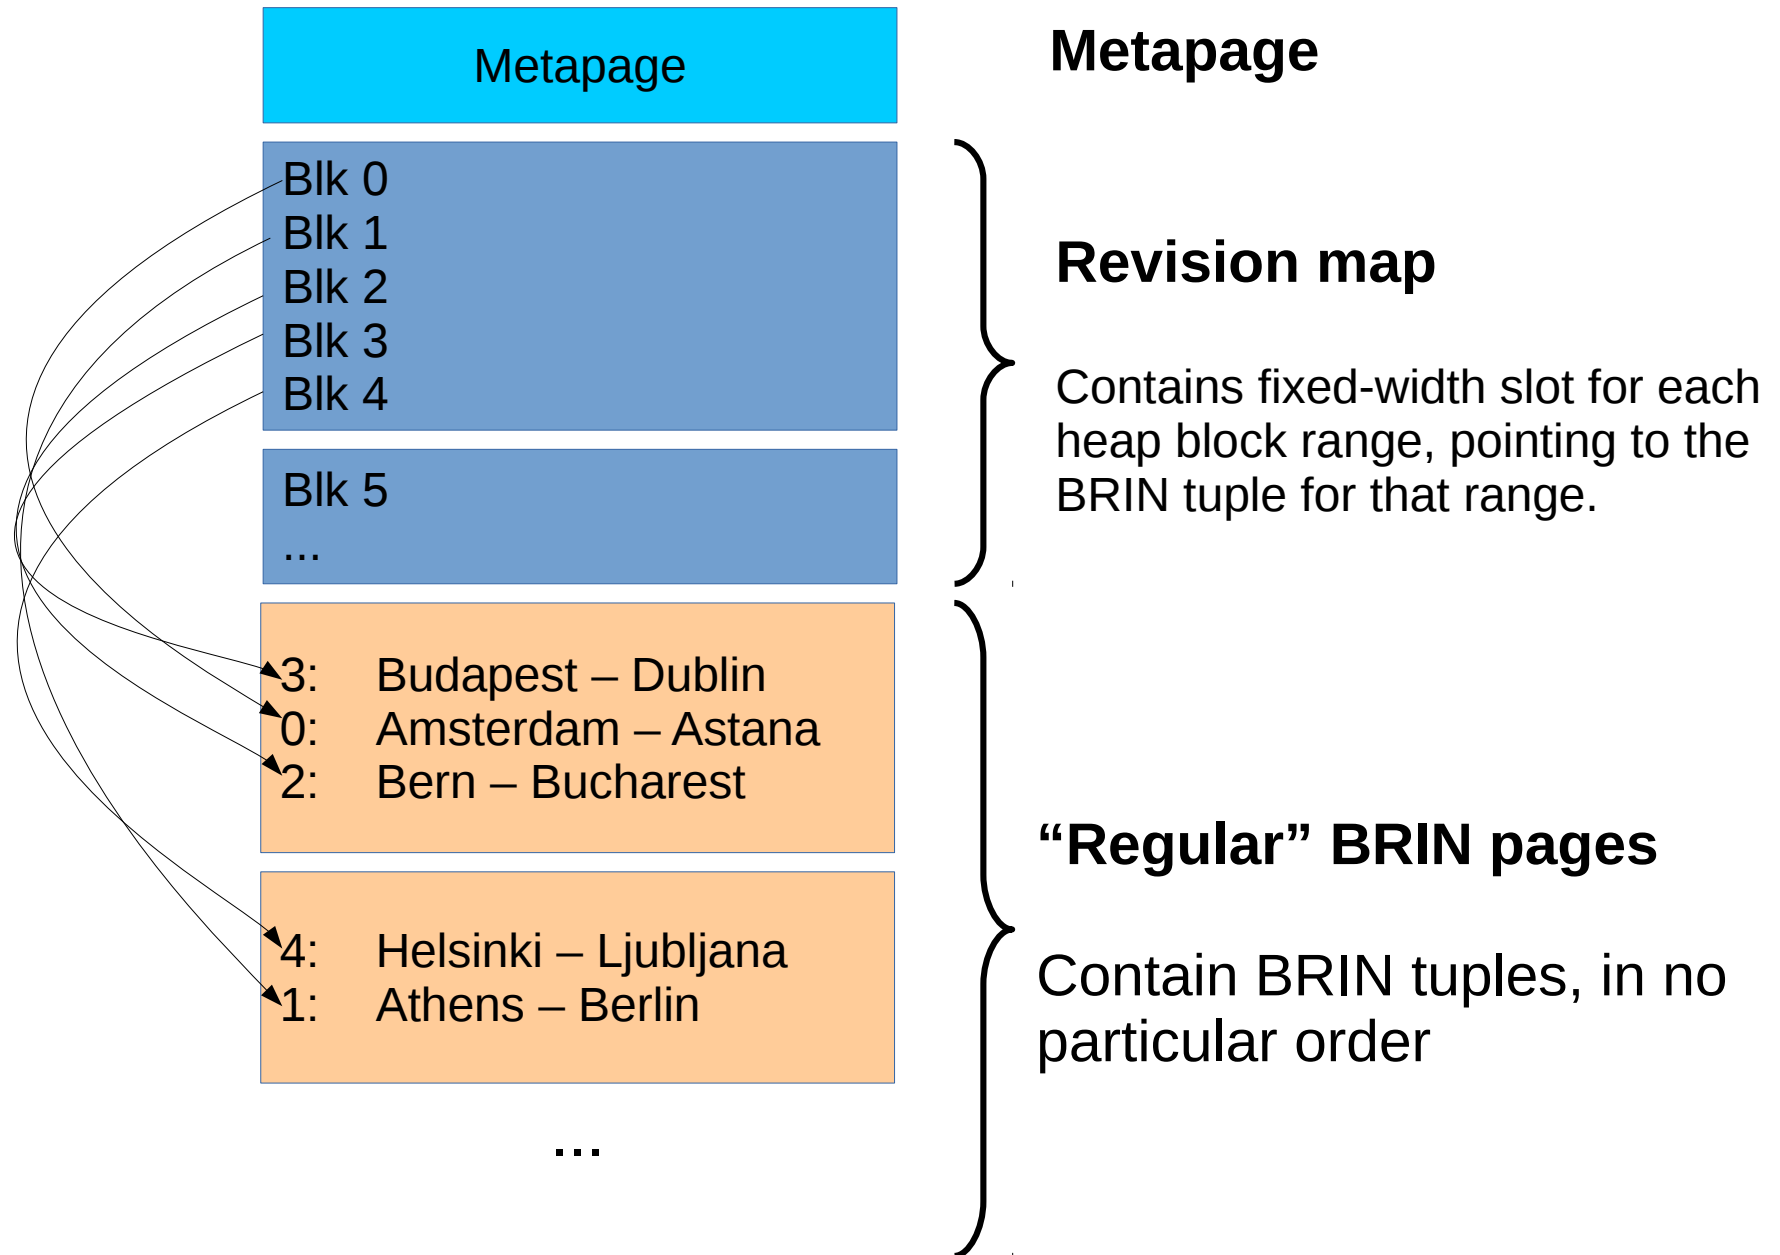 Metapage
Blk 0
Blk 1
Blk 2
Blk 3
Blk 4
Blk 5
...
3: Budapest – Dublin
0: Amsterdam – Astana
2: Bern – Bucharest
4: Helsinki – Ljubljana
1: Athens – Berlin
...
Metapage
Revision map
Contains fixed-width slot for each
heap block range, pointing to the
BRIN tuple for that range.
“Regular” BRIN pages
Contain BRIN tuples, in no
particular order